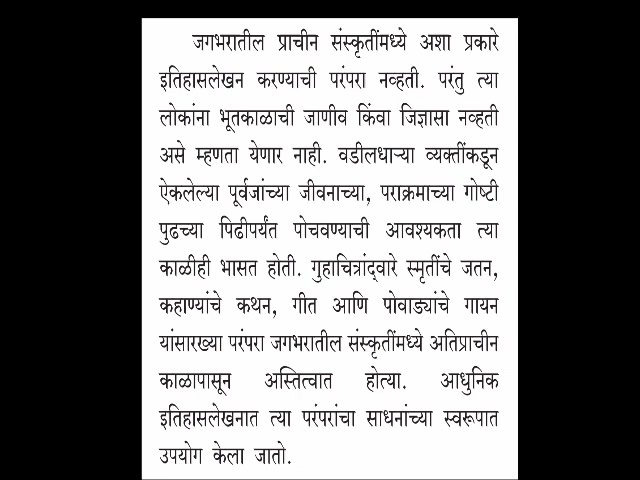 जगभरातील प्राचीन संस्कृतींमध्ये अशा प्रकारे
इतिहासलेखन करण्याची परंपरा नव्हती. परंतु त्या
लोकांना भूतकाळाची जाणीव किंवा जिज्ञासा नव्हती
असे म्हणता येणार नाही. वडीलधाऱ्या व्यक्तींकडून
ऐकलेल्या पूर्वजांच्या जीवनाच्या, पराक्रमाच्या गोष्टी
पुढच्या पिढीपर्यंत पोचवण्याची आवश्यकता त्या
काळीही भासत होती. गुहाचित्रांद्‌वारे स्मृतींचे जतन,
कहाण्यांचे कथन, गीत आणि पोवाड्यांचे गायन
यांसारख्या परंपरा जगभरातील संस्कृतींमध्ये अतिप्राचीन
काळापासून अस्तित्वात होत्या. आधुनिक
इतिहासलेखनात त्या परंपरांचा साधनांच्या स्वरूपात
उपयोग केला जातो.